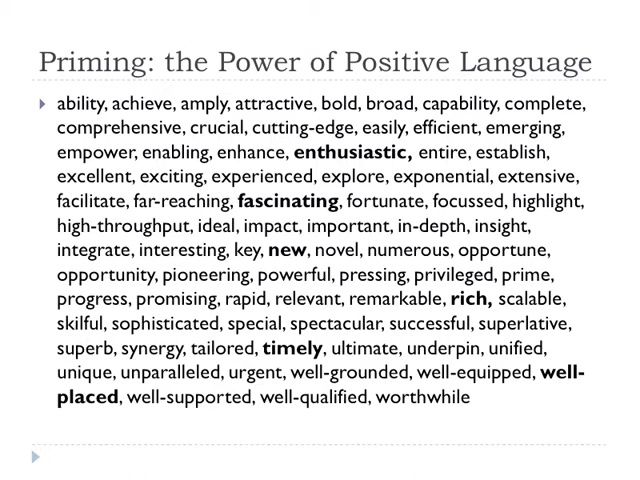 Priming: the Power of Positive Language
ability, achieve, amply, attractive, bold, broad, capability, complete,
comprehensive, crucial, cutting-edge, easily, efficient, emerging,
empower, enabling, enhance, enthusiastic, entire, establish,
excellent, exciting, experienced, explore, exponential, extensive,
facilitate, far-reaching, fascinating, fortunate, focussed, highlight,
high-throughput, ideal, impact, important, in-depth, insight,
integrate, interesting, key, new, novel, numerous, opportune,
opportunity, pioneering, powerful, pressing, privileged, prime,
progress, promising, rapid, relevant, remarkable, rich, scalable,
skilful, sophisticated, special, spectacular, successful, superlative,
superb, synergy, tailored, timely, ultimate, underpin, unified,
unique, unparalleled, urgent, well-grounded, well-equipped, well-
placed, well-supported, well-qualified, worthwhile